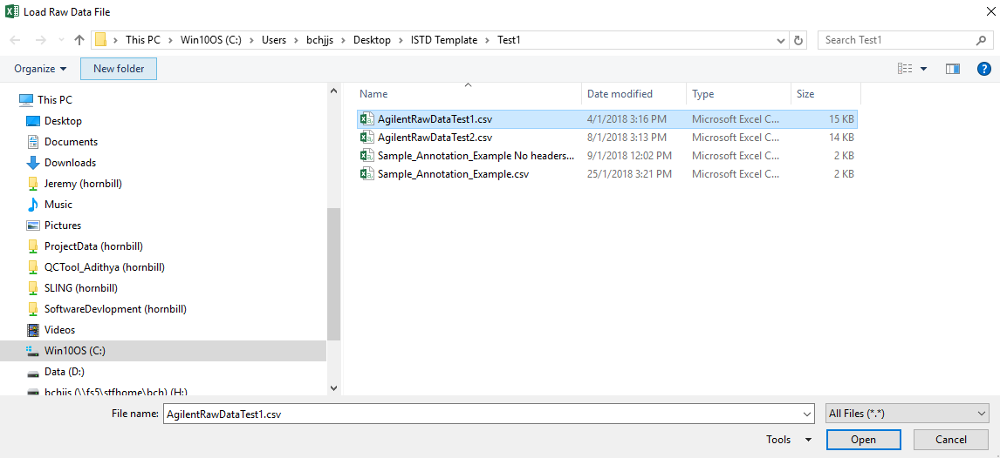 Load Raw Data File
This PC > Win10OS (C:) > Users > bchjjs > Desktop > ISTD Template > Test1
Search Test1
Organize
New folder
Name Date modified Type Size
This PC
Desktop
Documents
Downloads
Jeremy (hornbill)
Music
Pictures
ProjectData (hornbill)
QCTool_Adithya (hornbill)
SLING (hornbill)
SoftwareDevlopment (hornbill)
Videos
Win10OS (C:)
Data (D:)
bchjjs (\\fs5\stfhome\bch) (H:)
AgilentRawDataTest1.csv 4/1/2018 3:16 PM Microsoft Excel C... 15 KB
AgilentRawDataTest2.csv 8/1/2018 3:13 PM Microsoft Excel C... 14 KB
Sample_Annotation_Example No headers... 9/1/2018 12:02 PM Microsoft Excel C... 2 KB
Sample_Annotation_Example.csv 25/1/2018 3:21 PM Microsoft Excel C... 2 KB
File name: AgilentRawDataTest1.csv
All Files (*.*)
Tools
Open
Cancel